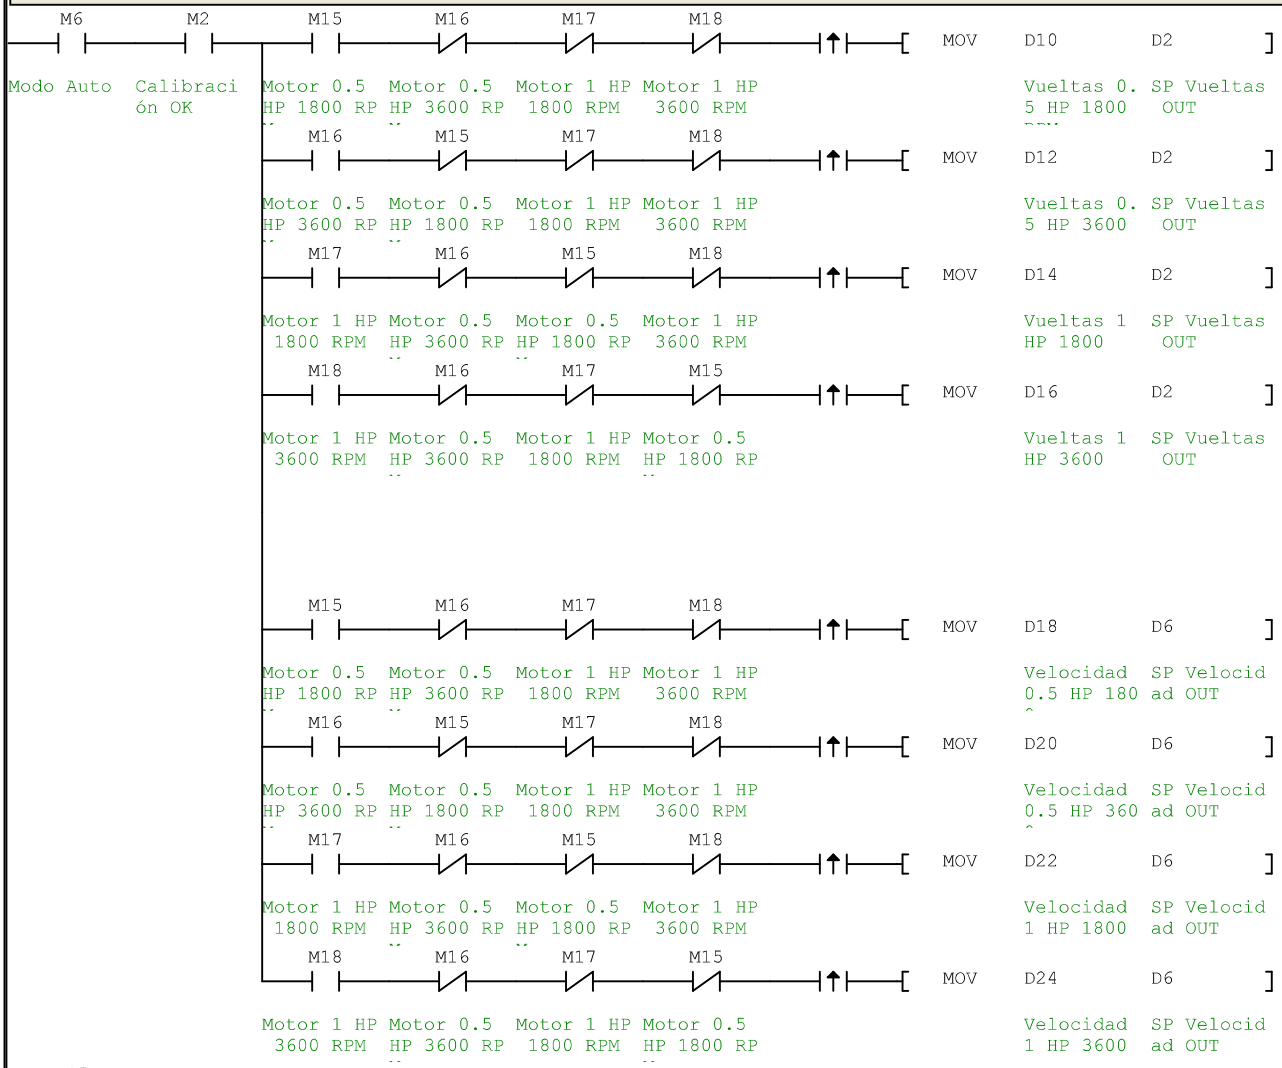 M6 M2 M15 M16 M17 M18
MOV D10 D2
Modo Auto Calibraci Motor 0.5 Motor 0.5 Motor 1 HP Motor 1 HP Vueltas 0. SP Vueltas
ón OK HP 1800 RP HP 3600 RP 1800 RPM 3600 RPM 5 HP 1800 OUT
M16 M15 M17 M18
MOV D12 D2
Motor 0.5 Motor 0.5 Motor 1 HP Motor 1 HP Vueltas 0. SP Vueltas
HP 3600 RP HP 1800 RP 1800 RPM 3600 RPM 5 HP 3600 OUT
M17 M16 M15 M18
MOV D14 D2
Motor 1 HP Motor 0.5 Motor 0.5 Motor 1 HP Vueltas 1 SP Vueltas
1800 RPM HP 3600 RP HP 1800 RP 3600 RPM HP 1800 OUT
M18 M16 M17 M15
MOV D16 D2
Motor 1 HP Motor 0.5 Motor 1 HP Motor 0.5 Vueltas 1 SP Vueltas
3600 RPM HP 3600 RP 1800 RPM HP 1800 RP HP 3600 OUT
M15 M16 M17 M18
MOV D18 D6
Motor 0.5 Motor 0.5 Motor 1 HP Motor 1 HP Velocidad SP Velocid
HP 1800 RP HP 3600 RP 1800 RPM 3600 RPM 0.5 HP 180 ad OUT
M16 M15 M17 M18
MOV D20 D6
Motor 0.5 Motor 0.5 Motor 1 HP Motor 1 HP Velocidad SP Velocid
HP 3600 RP HP 1800 RP 1800 RPM 3600 RPM 0.5 HP 360 ad OUT
M17 M16 M15 M18
MOV D22 D6
Motor 1 HP Motor 0.5 Motor 0.5 Motor 1 HP Velocidad SP Velocid
1800 RPM HP 3600 RP HP 1800 RP 3600 RPM 1 HP 1800 ad OUT
M18 M16 M17 M15
MOV D24 D6
Motor 1 HP Motor 0.5 Motor 1 HP Motor 0.5 Velocidad SP Velocid
3600 RPM HP 3600 RP 1800 RPM HP 1800 RP 1 HP 3600 ad OUT